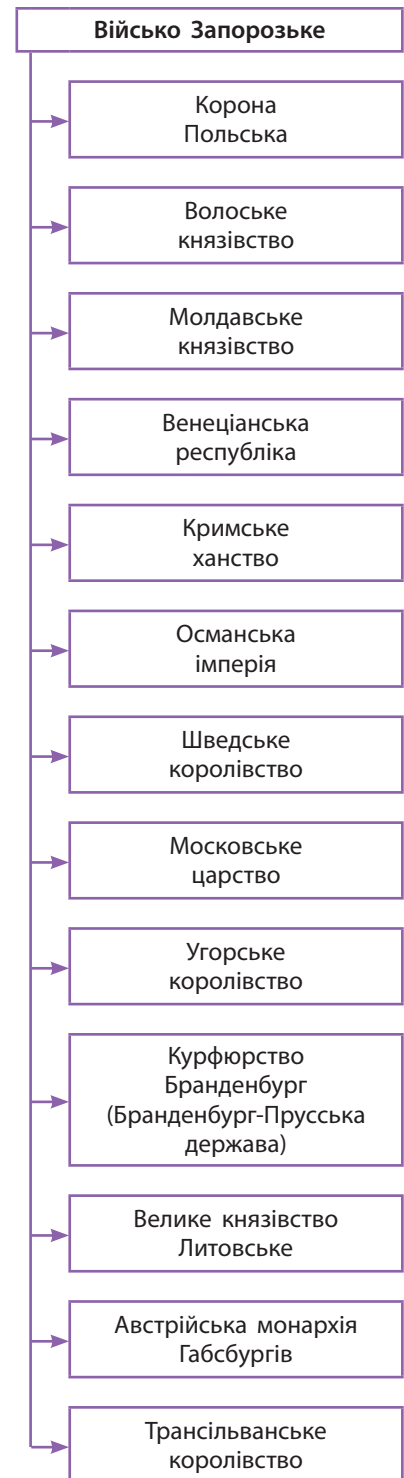 Військо Запорозьке
Корона
Польська
Волоське
князівство
Молдавське
князівство
Венеціанська
республіка
Кримське
ханство
Османська
імперія
Шведське
королівство
Московське
царство
Угорське
королівство
Курфюрство
Бранденбург
(Бранденбург-Прусська
держава)
Велике князівство
Литовське
Австрійська монархія
Габсбургів
Трансільванське
королівство